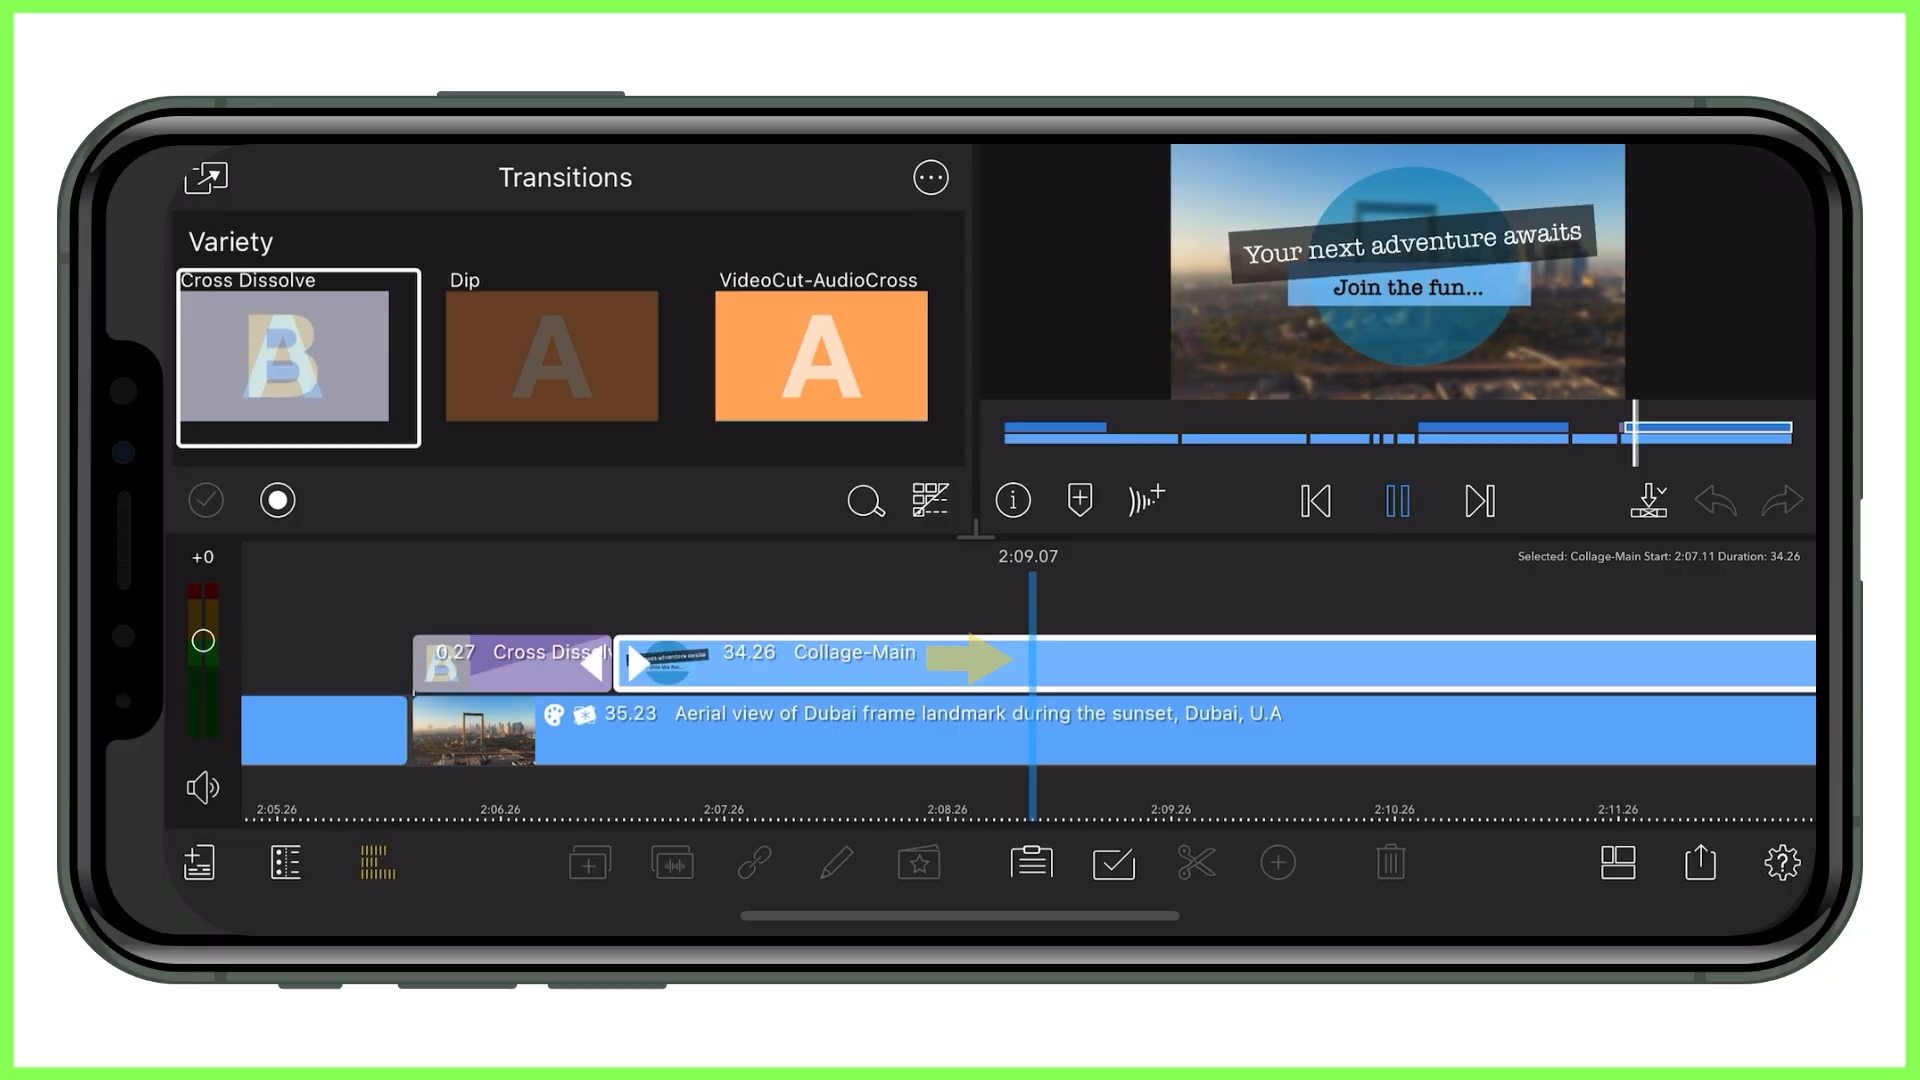 Transitions
Variety
Cross Dissolve
Dip
VideoCut-AudioCross
B
A
A
A
Your next adventure awaits
Join the fun...
+0
2:09.07
Selected: Collage-Main Start: 2:07.11 Duration: 34.26
0.27 Cross Dissolv
34.26 Collage-Main
35.23 Aerial view of Dubai frame landmark during the sunset, Dubai, U.A
2:05.26
2:06.26
2:07.26
2:08.26
2:09.26
2:10.26
2:11.26